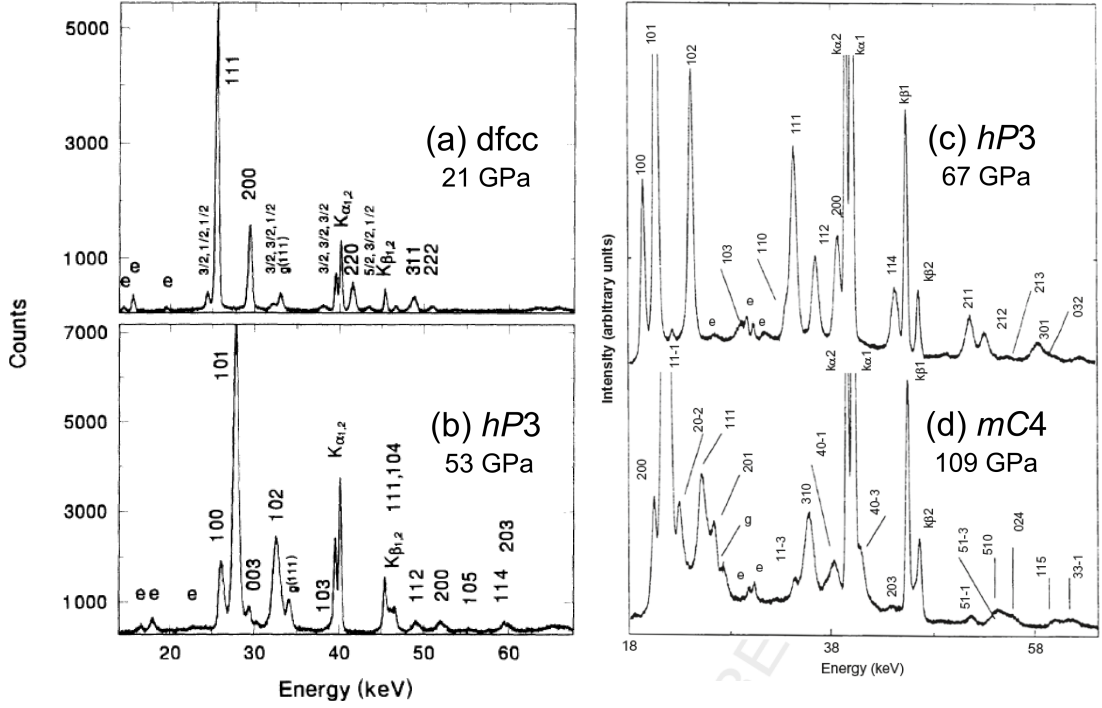 5000
3000
1000
Counts
111
200
220
311
222
3/2, 1/2, 1/2
3/2, 3/2, 1/2
g(111)
3/2, 3/2, 3/2
Kα1,2
5/2, 3/2, 1/2
Kβ1,2
e
e
e
(a) dfcc
21 GPa
7000
5000
3000
1000
100
101
003
102
g(111)
103
Kα1,2
Kβ1,2
111,104
112
200
105
114
203
e
e
e
(b) hP3
53 GPa
20
30
40
50
60
Energy (keV)
Intensity (arbitrary units)
100
101
102
103
e
e
e
110
111
112
200
kα2
kα1
114
kβ1
kβ2
211
212
213
301
032
(c) hP3
67 GPa
200
11-1
20-2
111
201
g
e
e
11-3
310
40-1
kα2
kα1
40-3
203
kβ1
kβ2
51-1
51-3
510
024
115
33-1
(d) mC4
109 GPa
18
38
58
Energy (keV)
RE